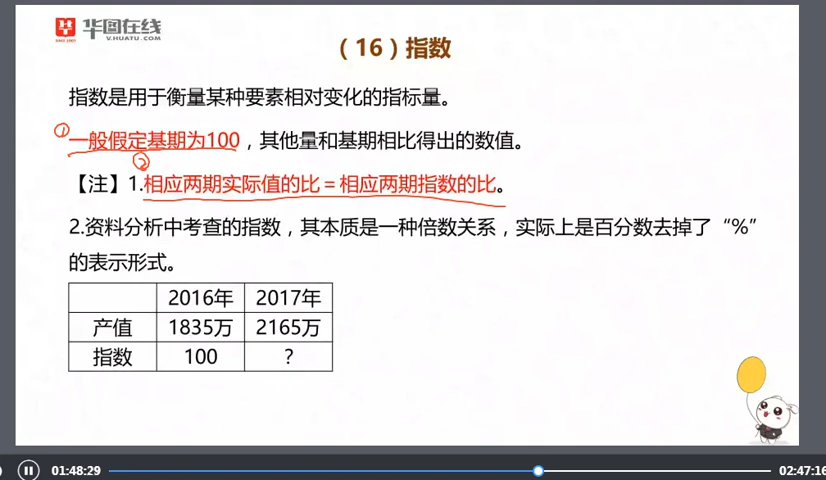 华图在线
V.HUATU.COM
（16）指数
指数是用于衡量某种要素相对变化的指标量。
①一般假定基期为100，其他量和基期相比得出的数值。
②
【注】1.相应两期实际值的比＝相应两期指数的比。
2.资料分析中考查的指数，其本质是一种倍数关系，实际上是百分数去掉了“%”
的表示形式。
2016年 2017年
产值 1835万 2165万
指数 100 ?
01:48:29 02:47:16